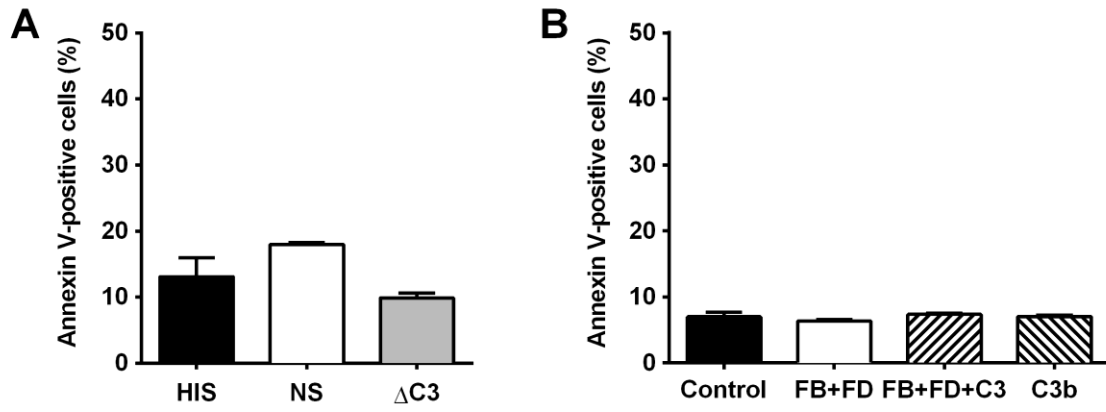 A
Annexin V-positive cells (%)
50
40
30
20
10
0
HIS NS ΔC3
B
Annexin V-positive cells (%)
50
40
30
20
10
0
Control FB+FD FB+FD+C3 C3b